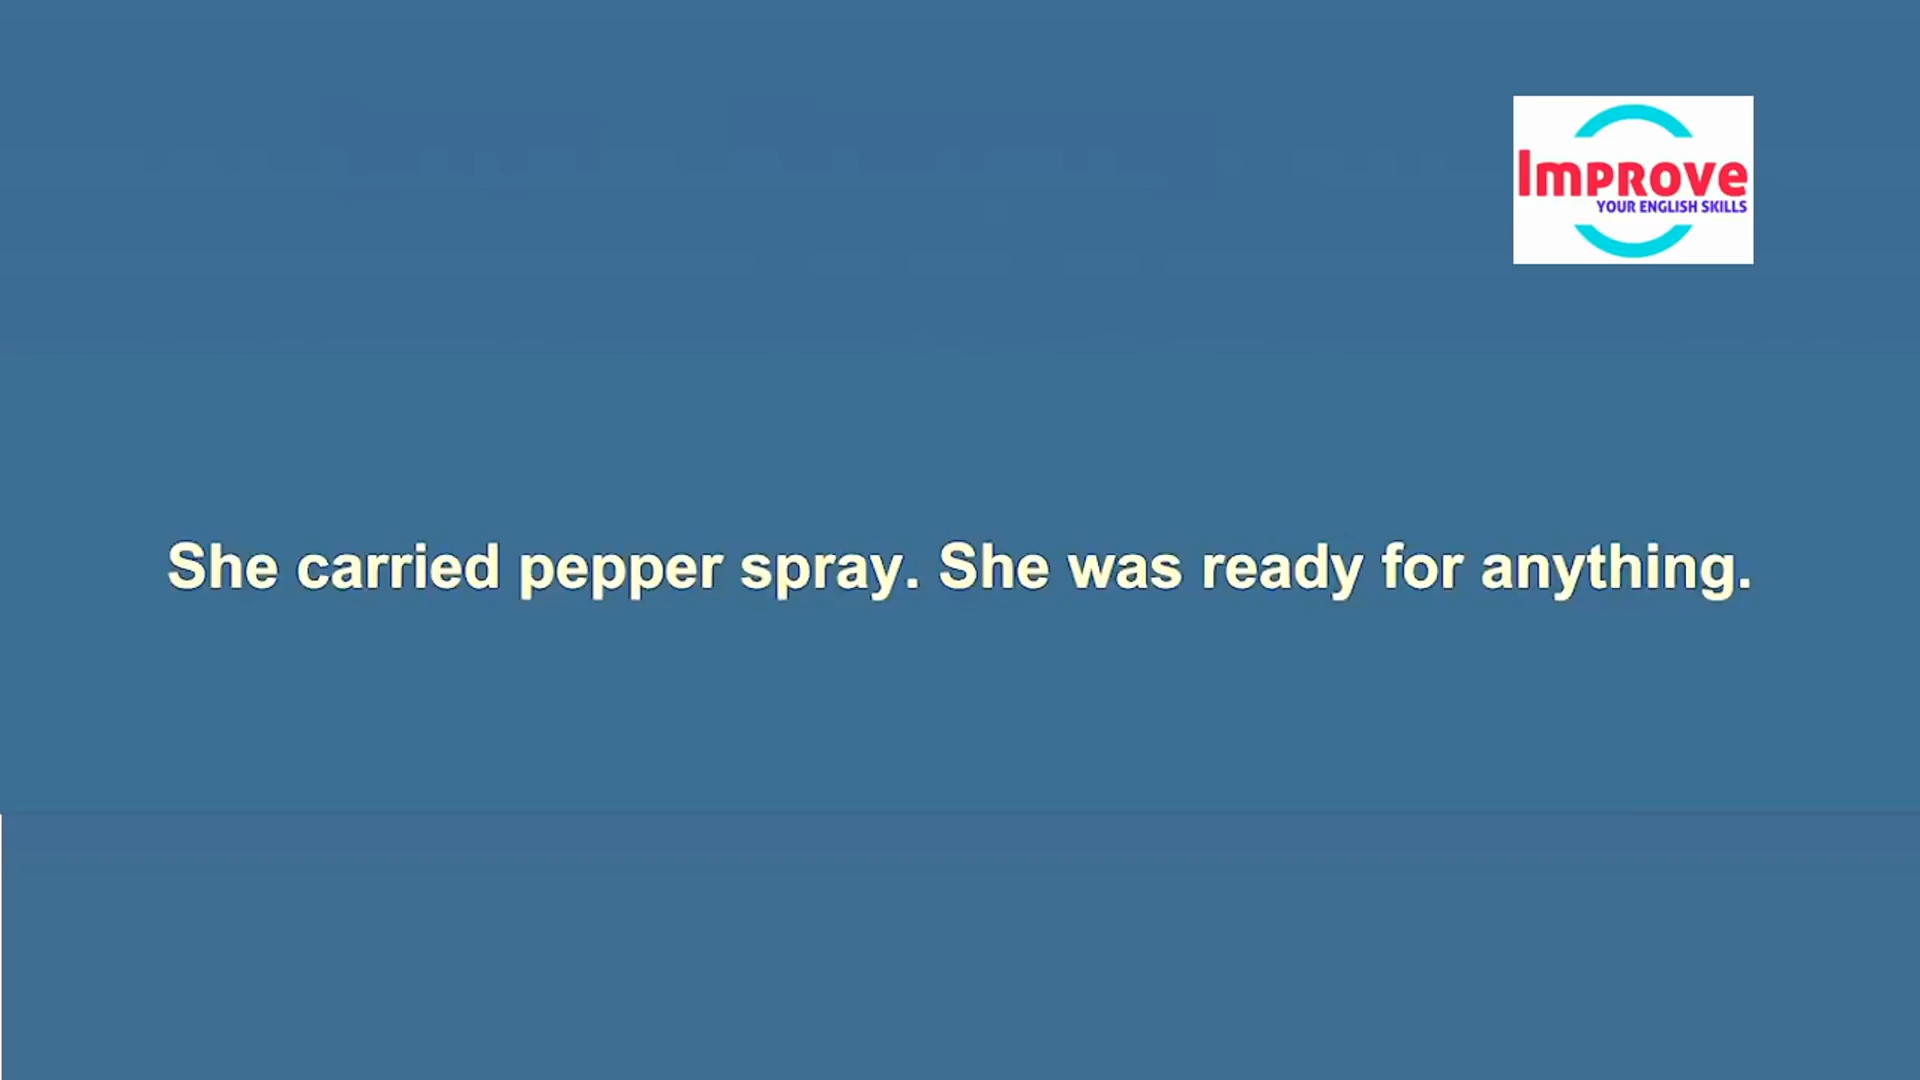 Improve
YOUR ENGLISH SKILLS
She carried pepper spray. She was ready for anything.